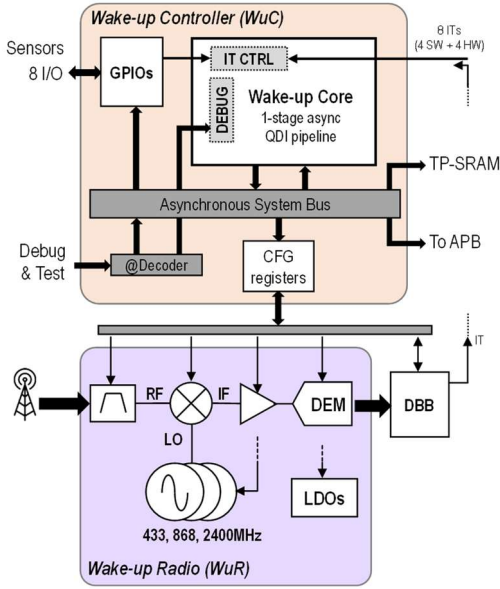 Wake-up Controller (WuC)
Sensors
8 I/O
GPIOs
IT CTRL
8 ITs
(4 SW + 4 HW)
DEBUG
Wake-up Core
1-stage async
QDI pipeline
TP-SRAM
Asynchronous System Bus
To APB
Debug
& Test
@Decoder
CFG
registers
IT
RF
IF
DEM
DBB
LO
LDOs
433, 868, 2400MHz
Wake-up Radio (WuR)